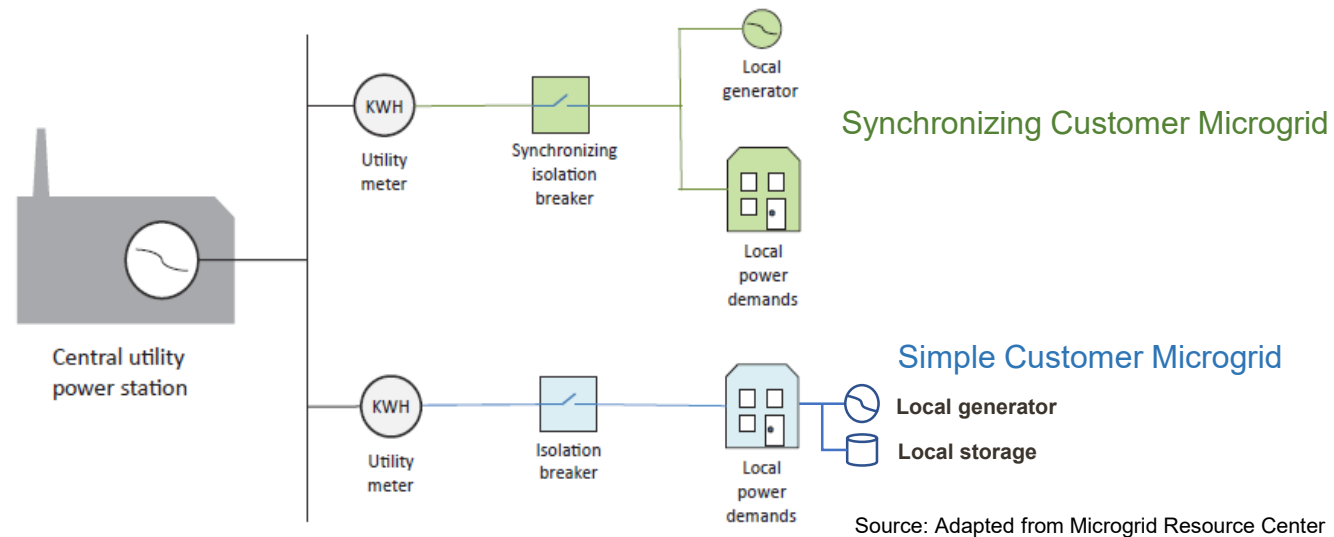 KWH
Utility
meter
Synchronizing
isolation
breaker
Local
generator
Synchronizing Customer Microgrid
Local
power
demands
Central utility
power station
KWH
Utility
meter
Isolation
breaker
Local
power
demands
Simple Customer Microgrid
Local generator
Local storage
Source: Adapted from Microgrid Resource Center